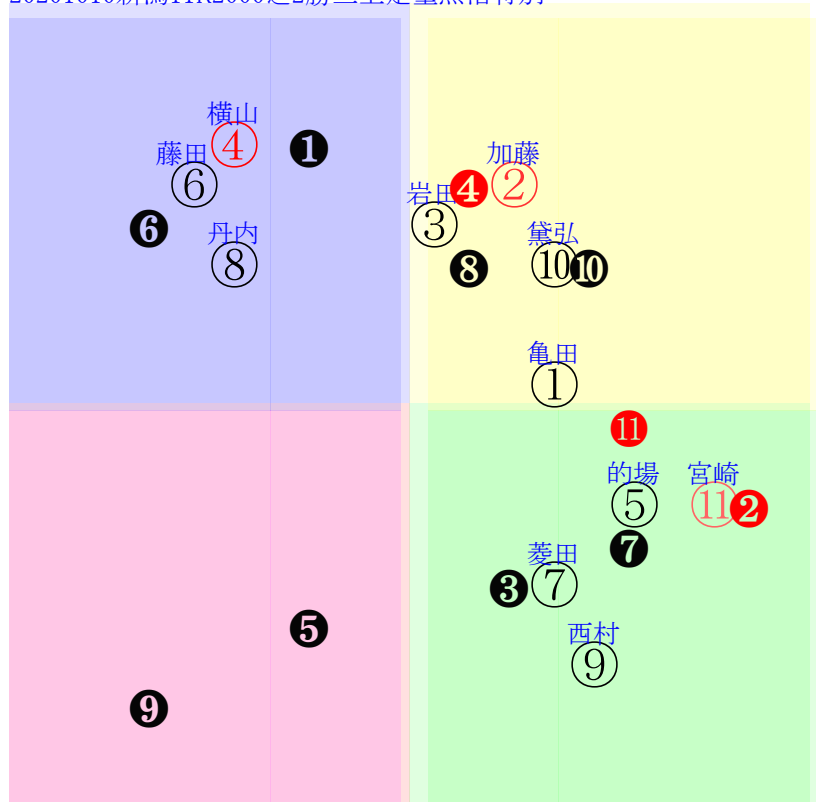 横山
④
❶
藤田
⑥
加藤
②
❹
岩田
③
❻
丹内
⑧
❽
黛弘
⑩
❿
亀田
①
⓫
的場
⑤
宮崎
⑪
❷
❼
菱田
⑦
❸
西村
⑨
❺
❾